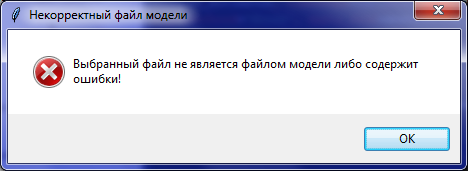 Некорректный файл модели
Выбранный файл не является файлом модели либо содержит
ошибки!
OK